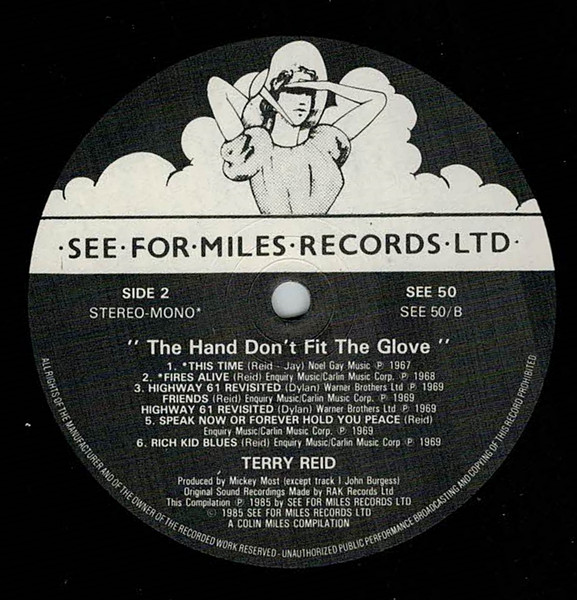 ·SEE·FOR·MILES·RECORDS·LTD·
SIDE 2
STEREO-MONO*
SEE 50
SEE 50/B
" The Hand Don't Fit The Glove "
1. *THIS TIME (Reid - Jay) Noel Gay Music ℗ 1967
2. *FIRES ALIVE (Reid) Enquiry Music/Carlin Music Corp. ℗ 1968
3. HIGHWAY 61 REVISITED (Dylan) Warner Brothers Ltd ℗ 1969
FRIENDS (Reid) Enquiry Music/Carlin Music Corp. ℗ 1969
HIGHWAY 61 REVISITED (Dylan) Warner Brothers Ltd ℗ 1969
5. SPEAK NOW OR FOREVER HOLD YOU PEACE (Reid)
Enquiry Music/Carlin Music Corp. ℗ 1969
6. RICH KID BLUES (Reid) Enquiry Music/Carlin Music Corp ℗ 1969
TERRY REID
Produced by Mickey Most (except track 1 John Burgess)
Original Sound Recordings Made by RAK Records Ltd
This Compilation ℗ 1985 by SEE FOR MILES RECORDS LTD
© 1985 SEE FOR MILES RECORDS LTD
A COLIN MILES COMPILATION
ALL RIGHTS OF THE MANUFACTURER AND OF THE OWNER OF THE RECORDED WORK RESERVED - UNAUTHORIZED PUBLIC PERFORMANCE BROADCASTING AND COPYING OF THIS RECORD PROHIBITED